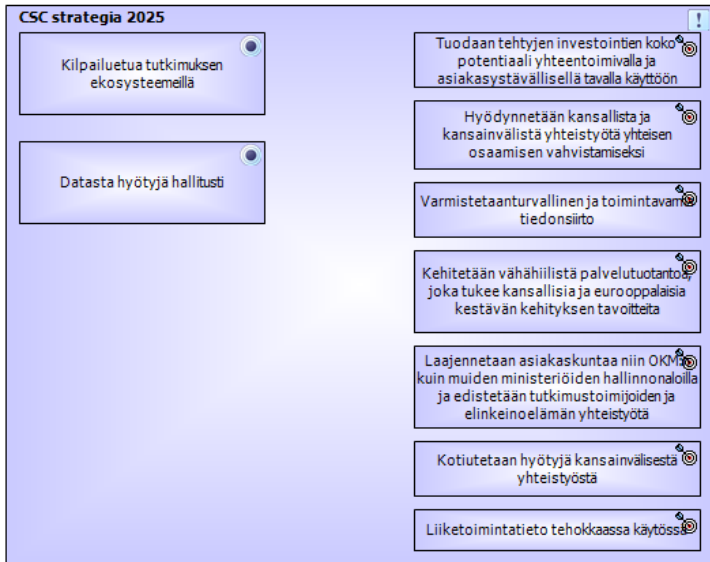 CSC strategia 2025
!
Kilpailuetua tutkimuksen
ekosysteemeillä
Datasta hyötyjä hallitusti
Tuodaan tehtyjen investointien koko
potentiaali yhteentoimivalla ja
asiakasystävällisellä tavalla käyttöön
Hyödynnetään kansallista ja
kansainvälistä yhteistyötä yhteisen
osaamisen vahvistamiseksi
Varmistetaanturvallinen ja toimintavarma
tiedonsiirto
Kehitetään vähähiilistä palvelutuotantoa,
joka tukee kansallisia ja eurooppalaisia
kestävän kehityksen tavoitteita
Laajennetaan asiakaskuntaa niin OKM:n
kuin muiden ministeriöiden hallinnonaloilla
ja edistetään tutkimustoimijoiden ja
elinkeinoelämän yhteistyötä
Kotiutetaan hyötyjä kansainvälisestä
yhteistyöstä
Liiketoimintatieto tehokkaassa käytössä